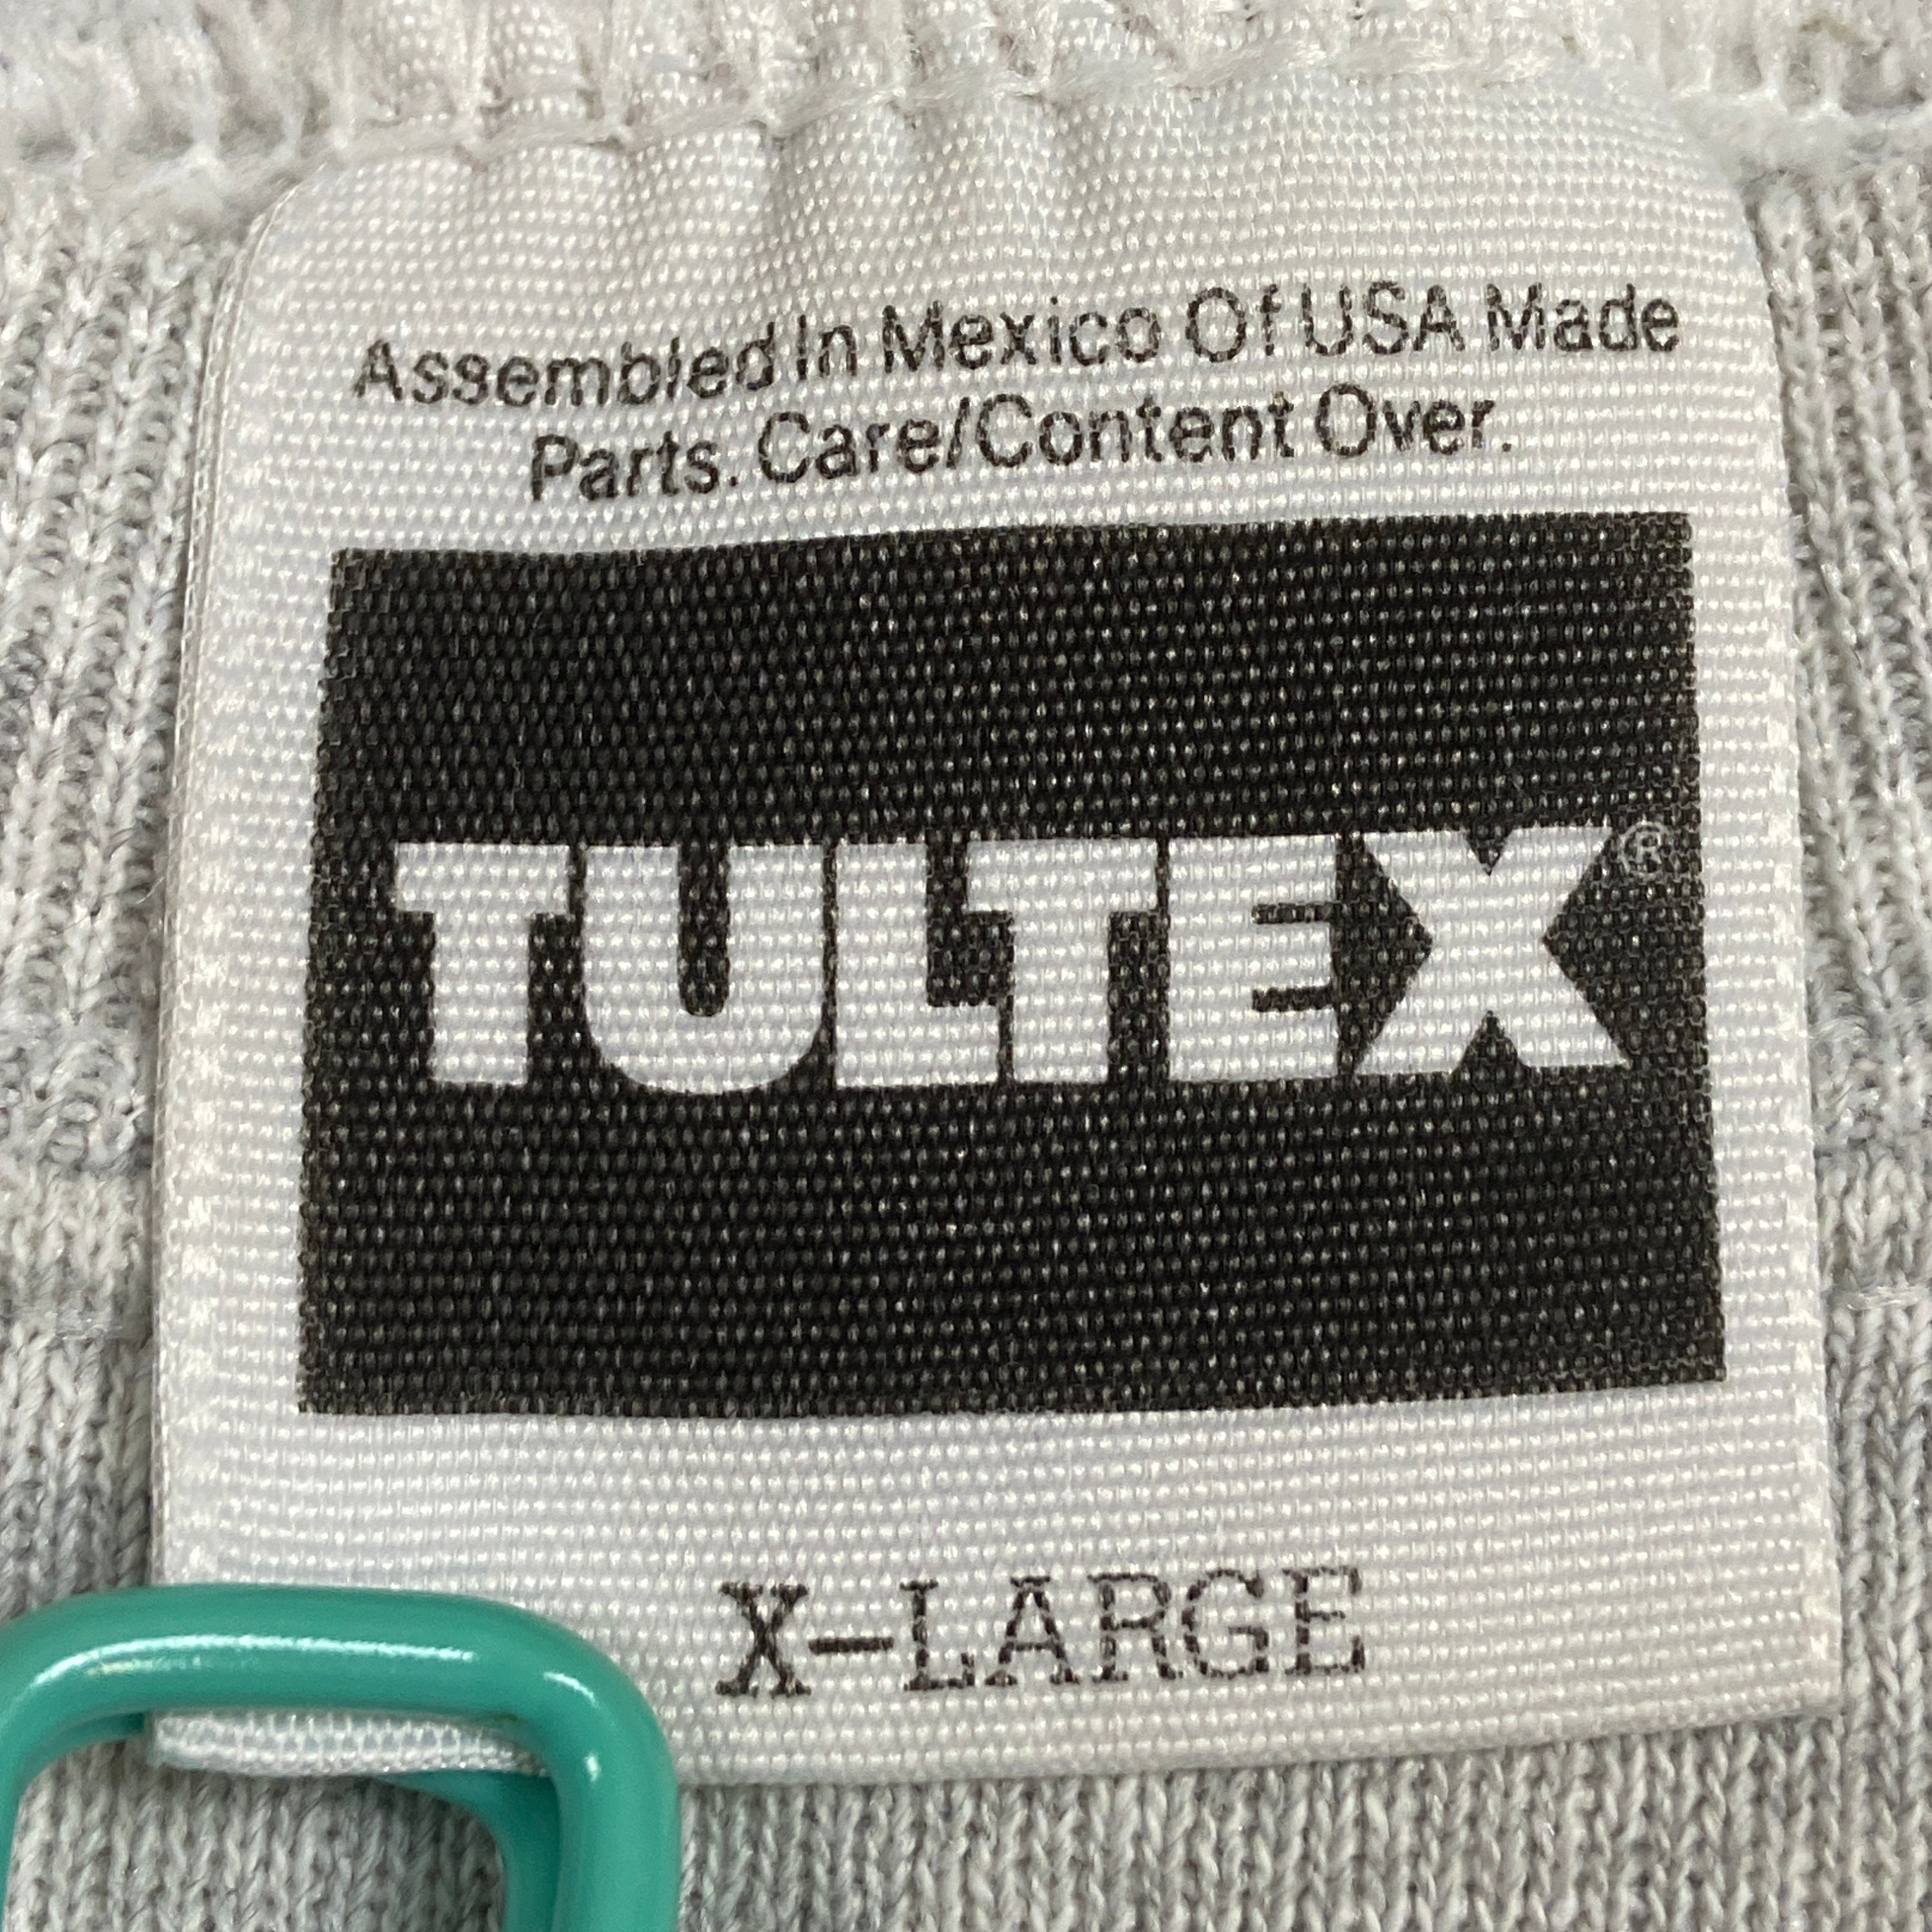 Assembled In Mexico Of USA Made
Parts. Care/Content Over.
TULTEX®
X-LARGE